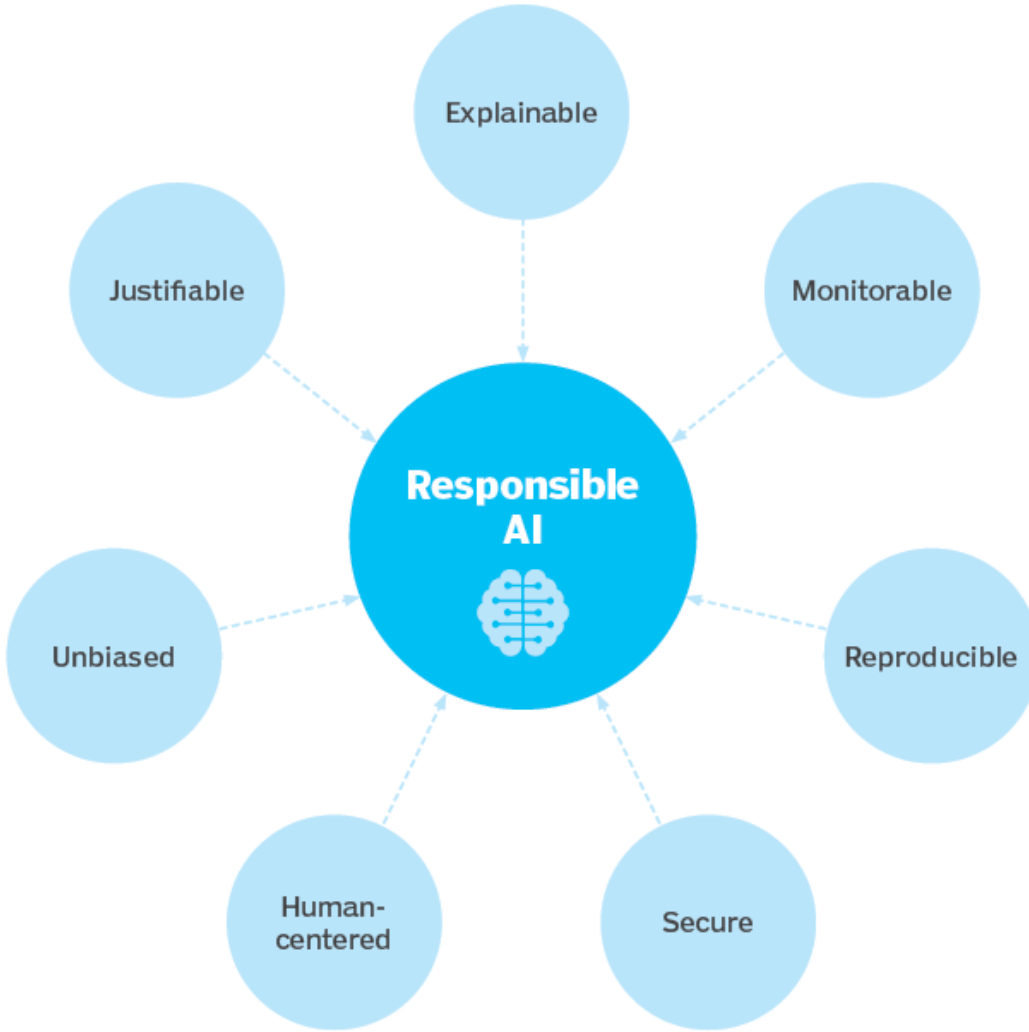 Explainable
Justifiable
Monitorable
Responsible
AI
Unbiased
Reproducible
Human-
centered
Secure